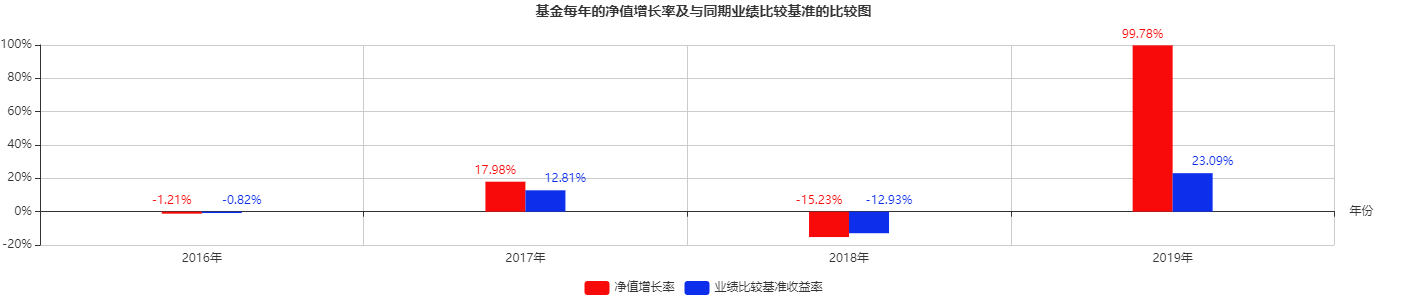 基金每年的净值增长率及与同期业绩比较基准的比较图
100%
80%
60%
40%
20%
0%
-20%
-1.21%
-0.82%
17.98%
12.81%
-15.23%
-12.93%
99.78%
23.09%
年份
2016年
2017年
2018年
2019年
净值增长率
业绩比较基准收益率